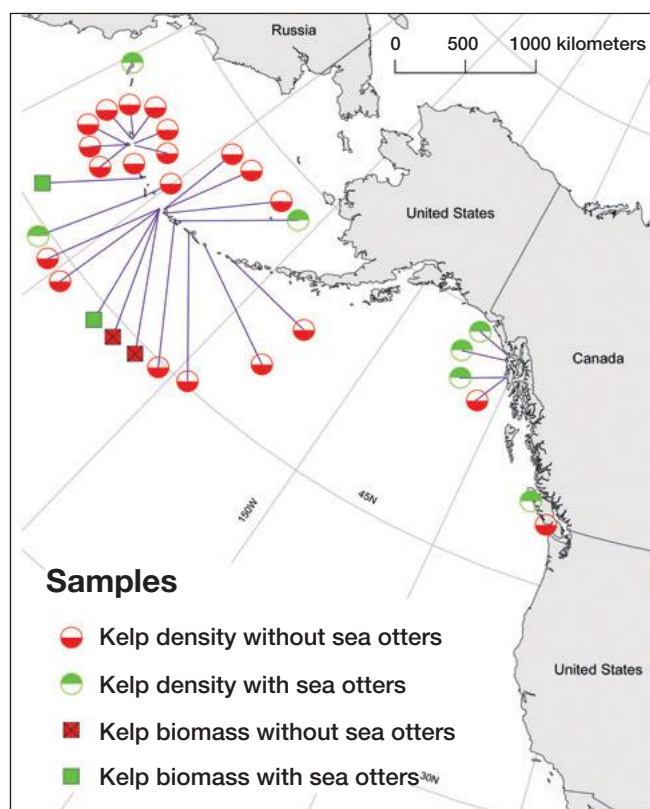 Russia
0 500 1000 kilometers
United States
Canada
150W
45N
United States
30N
Samples
Kelp density without sea otters
Kelp density with sea otters
Kelp biomass without sea otters
Kelp biomass with sea otters